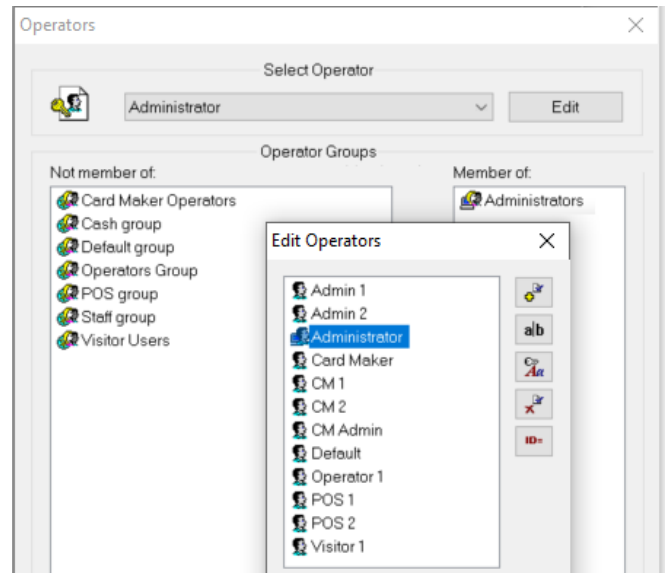 Operators
Select Operator
Administrator
Edit
Operator Groups
Not member of:
Member of:
Card Maker Operators
Cash group
Default group
Operators Group
POS group
Staff group
Visitor Users
Administrators
Edit Operators
Admin 1
Admin 2
Administrator
Card Maker
CM 1
CM 2
CM Admin
Default
Operator 1
POS 1
POS 2
Visitor 1
a|b
ID=